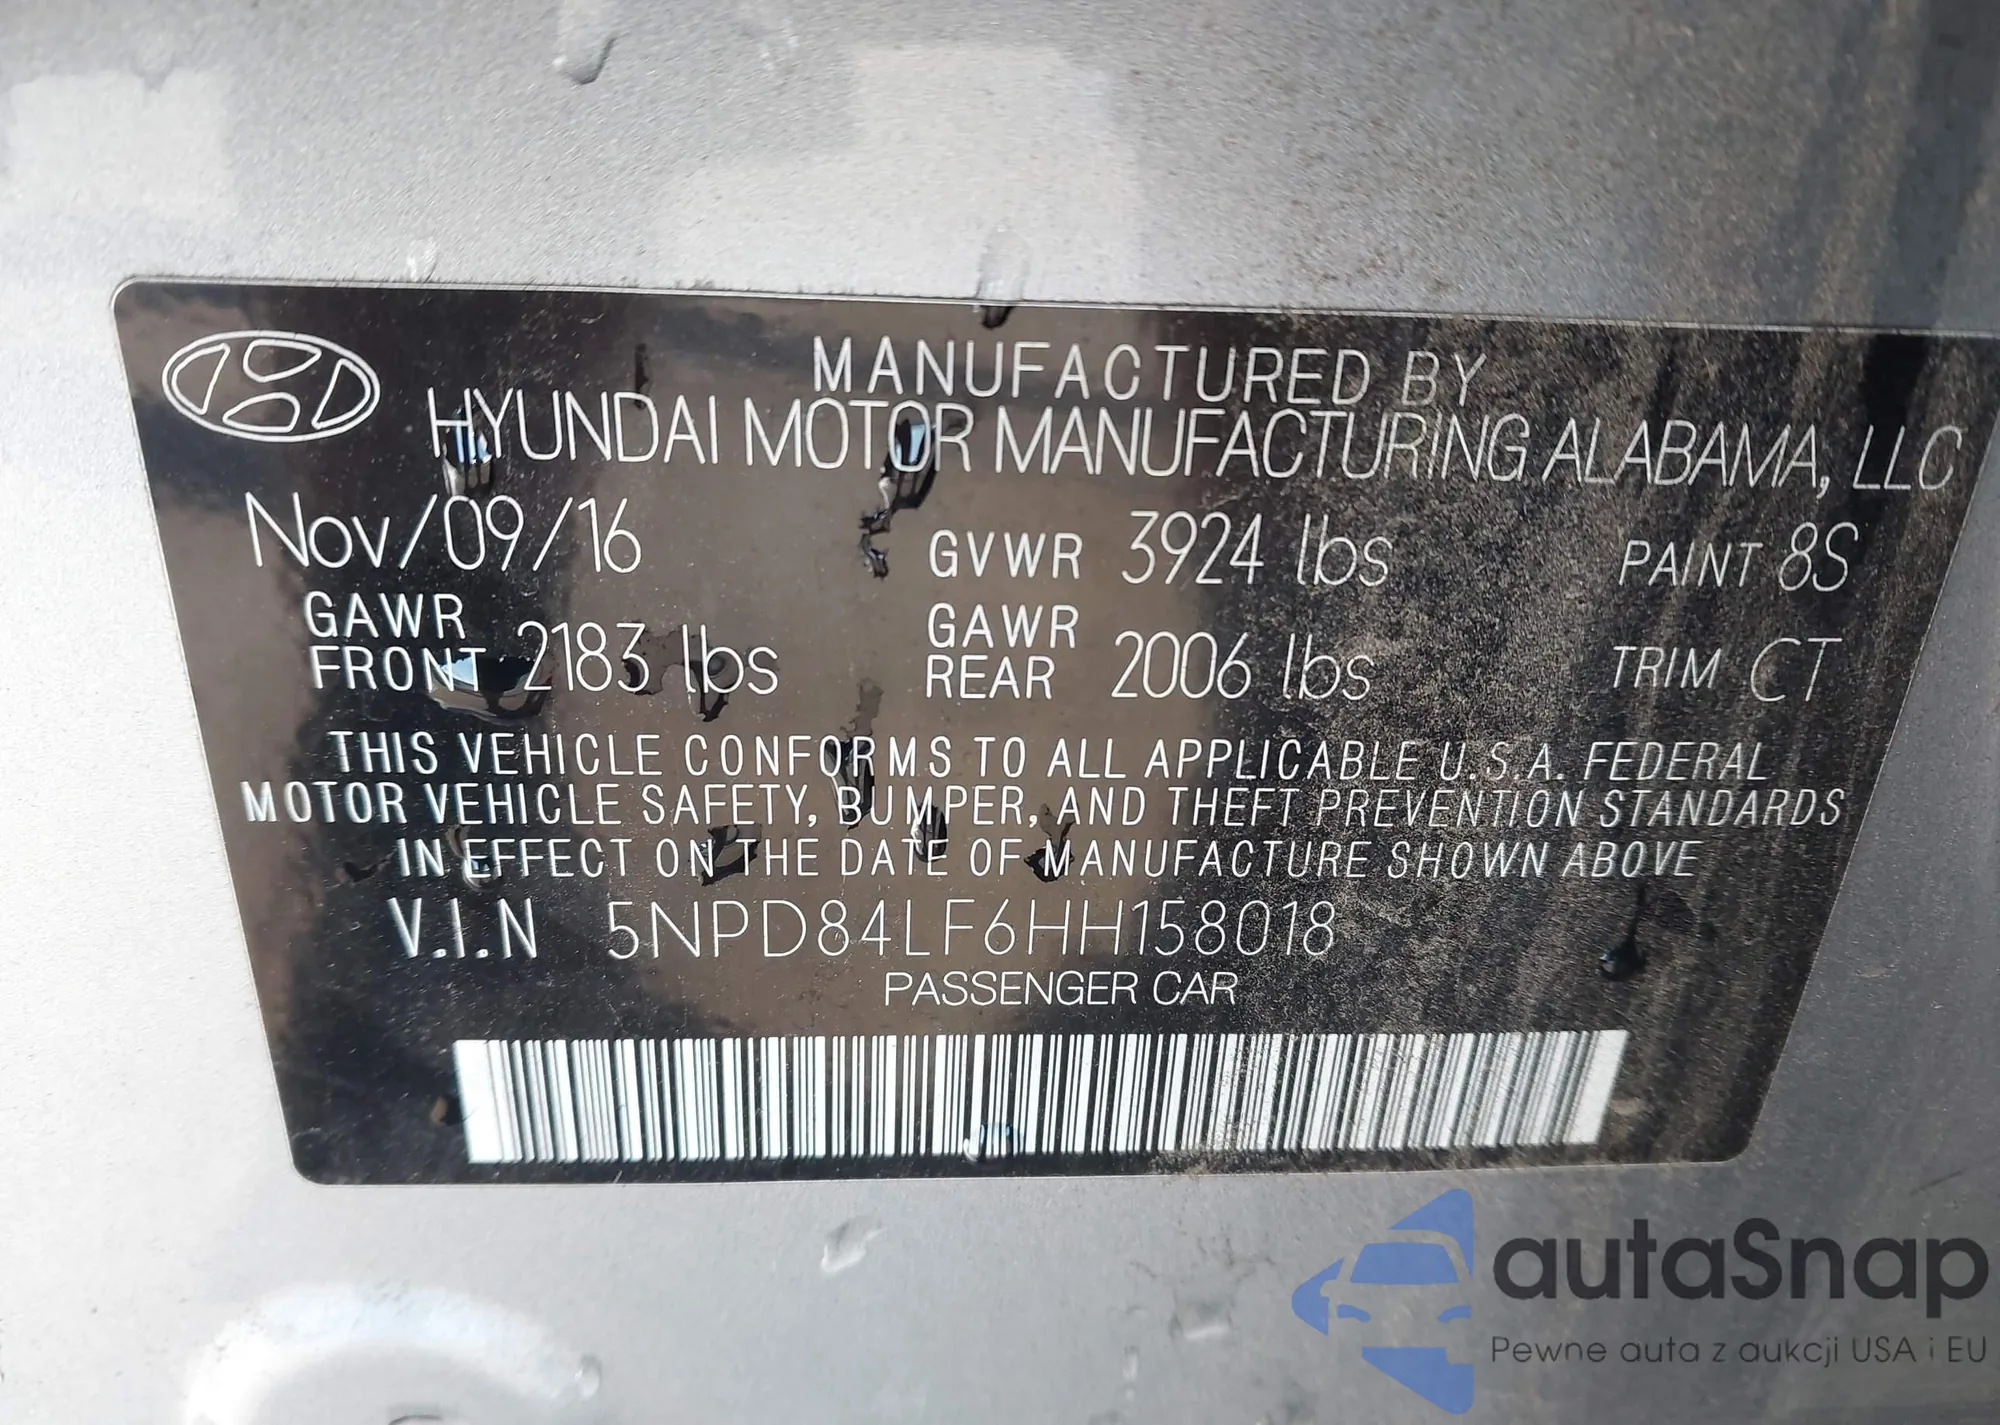 MANUFACTURED BY
HYUNDAI MOTOR MANUFACTURING ALABAMA, LLC
Nov/09/16 GVWR 3924 lbs PAINT 8S
GAWR FRONT 2183 lbs GAWR REAR 2006 lbs TRIM CT
THIS VEHICLE CONFORMS TO ALL APPLICABLE U.S.A. FEDERAL
MOTOR VEHICLE SAFETY, BUMPER, AND THEFT PREVENTION STANDARDS
IN EFFECT ON THE DATE OF MANUFACTURE SHOWN ABOVE
V.I.N 5NPD84LF6HH158018
PASSENGER CAR
autaSnap
Pewne auta z aukcji USA i EU